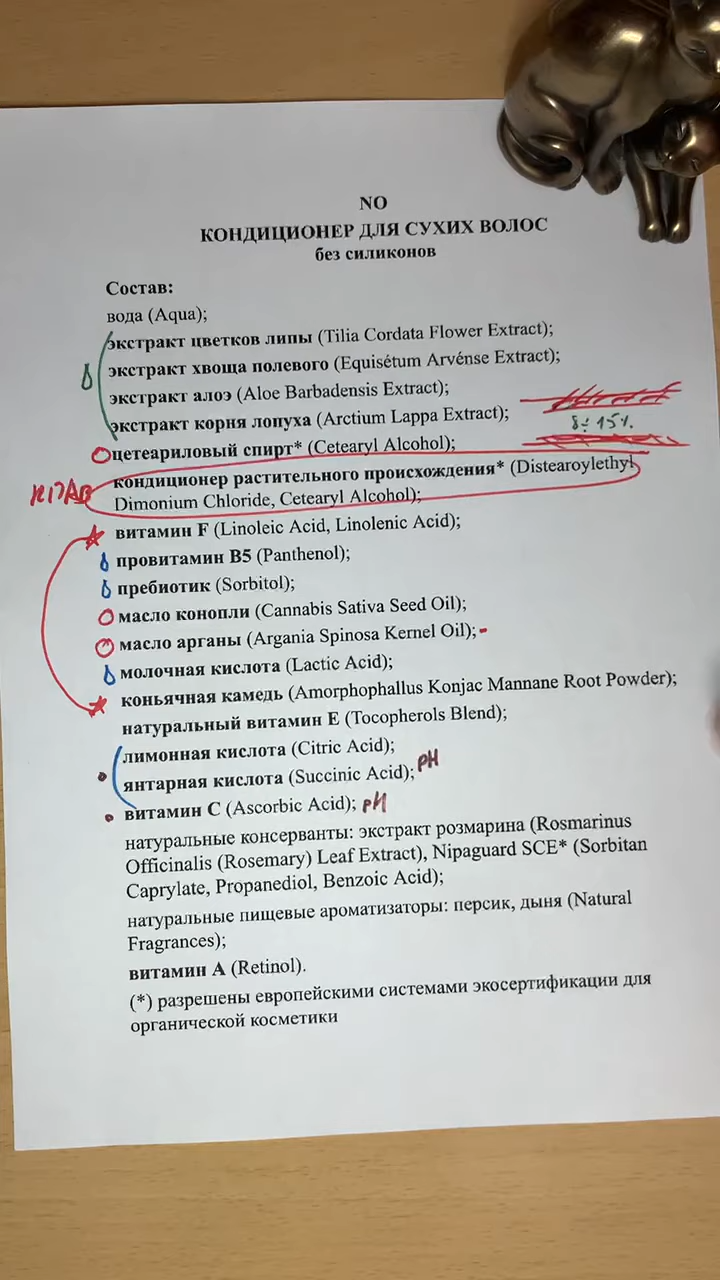 NO
КОНДИЦИОНЕР ДЛЯ СУХИХ ВОЛОС
без силиконов
Состав:
вода (Aqua);
экстракт цветков липы (Tilia Cordata Flower Extract);
экстракт хвоща полевого (Equisétum Arvénse Extract);
экстракт алоэ (Aloe Barbadensis Extract);
экстракт корня лопуха (Arctium Lappa Extract);
8÷15%
цетеариловый спирт* (Cetearyl Alcohol);
КПАВ
кондиционер растительного происхождения* (Distearoylethyl
Dimonium Chloride, Cetearyl Alcohol);
витамин F (Linoleic Acid, Linolenic Acid);
провитамин В5 (Panthenol);
пребиотик (Sorbitol);
масло конопли (Cannabis Sativa Seed Oil);
масло арганы (Argania Spinosa Kernel Oil);
молочная кислота (Lactic Acid);
коньячная камедь (Amorphophallus Konjac Mannane Root Powder);
натуральный витамин Е (Tocopherols Blend);
лимонная кислота (Citric Acid);
янтарная кислота (Succinic Acid); pH
витамин С (Ascorbic Acid); pH
натуральные консерванты: экстракт розмарина (Rosmarinus
Officinalis (Rosemary) Leaf Extract), Nipaguard SCE* (Sorbitan
Caprylate, Propanediol, Benzoic Acid);
натуральные пищевые ароматизаторы: персик, дыня (Natural
Fragrances);
витамин А (Retinol).
(*) разрешены европейскими системами экосертификации для
органической косметики